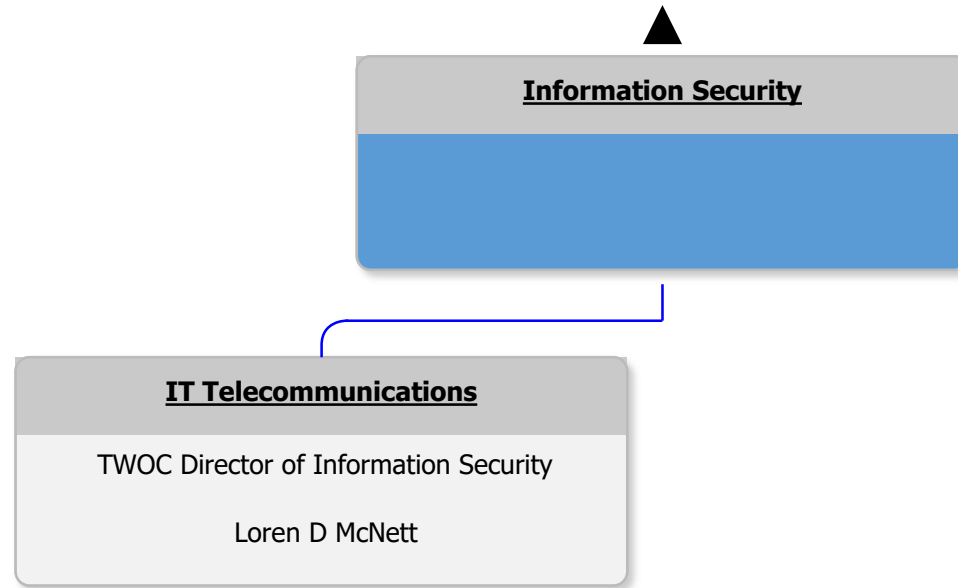 Information Security
IT Telecommunications
TWOC Director of Information Security
Loren D McNett